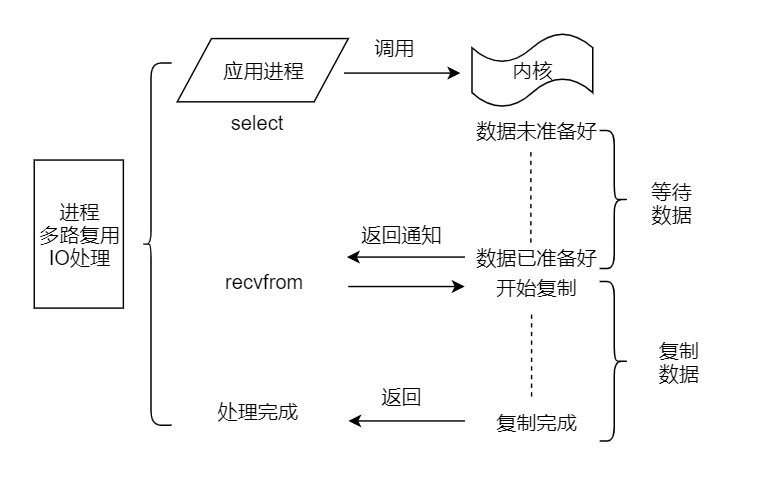 调用
应用进程
内核
select
数据未准备好
等待
数据
进程
多路复用
IO处理
返回通知
数据已准备好
recvfrom
开始复制
复制
数据
返回
处理完成
复制完成